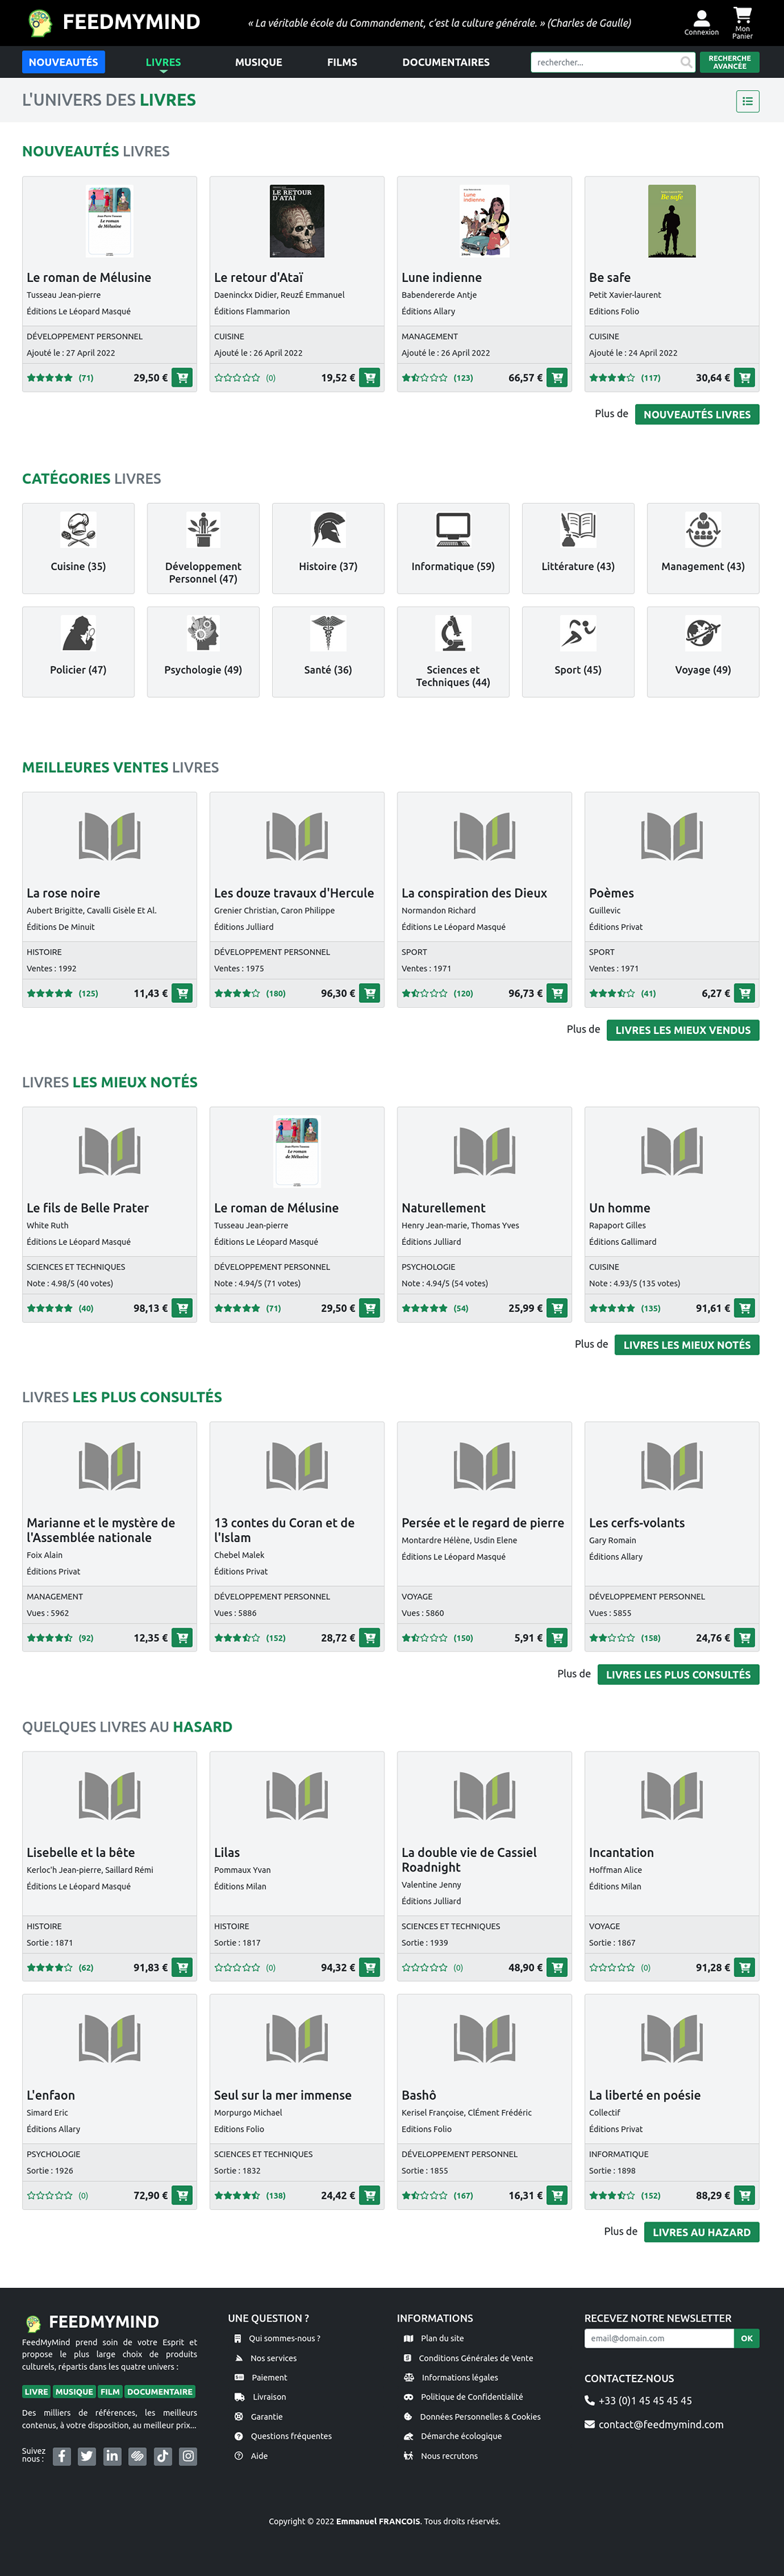 FEEDMYMIND
« La véritable école du Commandement, c'est la culture générale. » (Charles de Gaulle)
Connexion
Mon
Panier
NOUVEAUTÉS
LIVRES
MUSIQUE
FILMS
DOCUMENTAIRES
rechercher...
RECHERCHE
AVANCÉE
L'UNIVERS DES LIVRES
NOUVEAUTÉS LIVRES
Le roman de Mélusine
Tusseau Jean-pierre
Éditions Le Léopard Masqué
DÉVELOPPEMENT PERSONNEL
Ajouté le : 27 April 2022
(71) 29,50 €
LE RETOUR
D'ATAÏ
Le retour d'Ataï
Daeninckx Didier, ReuzÉ Emmanuel
Éditions Flammarion
CUISINE
Ajouté le : 26 April 2022
(0) 19,52 €
Lune
indienne
Lune indienne
Babendererde Antje
Éditions Allary
MANAGEMENT
Ajouté le : 26 April 2022
(123) 66,57 €
Be safe
Be safe
Petit Xavier-laurent
Editions Folio
CUISINE
Ajouté le : 24 April 2022
(117) 30,64 €
Plus de NOUVEAUTÉS LIVRES
CATÉGORIES LIVRES
Cuisine (35)
Développement
Personnel (47)
Histoire (37)
Informatique (59)
Littérature (43)
Management (43)
Policier (47)
Psychologie (49)
Santé (36)
Sciences et
Techniques (44)
Sport (45)
Voyage (49)
MEILLEURES VENTES LIVRES
La rose noire
Aubert Brigitte, Cavalli Gisèle Et Al.
Éditions De Minuit
HISTOIRE
Ventes : 1992
(125) 11,43 €
Les douze travaux d'Hercule
Grenier Christian, Caron Philippe
Éditions Julliard
DÉVELOPPEMENT PERSONNEL
Ventes : 1975
(180) 96,30 €
La conspiration des Dieux
Normandon Richard
Éditions Le Léopard Masqué
SPORT
Ventes : 1971
(120) 96,73 €
Poèmes
Guillevic
Éditions Privat
SPORT
Ventes : 1971
(41) 6,27 €
Plus de LIVRES LES MIEUX VENDUS
LIVRES LES MIEUX NOTÉS
Le fils de Belle Prater
White Ruth
Éditions Le Léopard Masqué
SCIENCES ET TECHNIQUES
Note : 4.98/5 (40 votes)
(40) 98,13 €
Le roman de Mélusine
Tusseau Jean-pierre
Éditions Le Léopard Masqué
DÉVELOPPEMENT PERSONNEL
Note : 4.94/5 (71 votes)
(71) 29,50 €
Naturellement
Henry Jean-marie, Thomas Yves
Éditions Julliard
PSYCHOLOGIE
Note : 4.94/5 (54 votes)
(54) 25,99 €
Un homme
Rapaport Gilles
Éditions Gallimard
CUISINE
Note : 4.93/5 (135 votes)
(135) 91,61 €
Plus de LIVRES LES MIEUX NOTÉS
LIVRES LES PLUS CONSULTÉS
Marianne et le mystère de
l'Assemblée nationale
Foix Alain
Éditions Privat
MANAGEMENT
Vues : 5962
(92) 12,35 €
13 contes du Coran et de
l'Islam
Chebel Malek
Éditions Privat
DÉVELOPPEMENT PERSONNEL
Vues : 5886
(152) 28,72 €
Persée et le regard de pierre
Montardre Hélène, Usdin Elene
Éditions Le Léopard Masqué
VOYAGE
Vues : 5860
(150) 5,91 €
Les cerfs-volants
Gary Romain
Éditions Allary
DÉVELOPPEMENT PERSONNEL
Vues : 5855
(158) 24,76 €
Plus de LIVRES LES PLUS CONSULTÉS
QUELQUES LIVRES AU HASARD
Lisebelle et la bête
Kerloc'h Jean-pierre, Saillard Rémi
Éditions Le Léopard Masqué
HISTOIRE
Sortie : 1871
(62) 91,83 €
Lilas
Pommaux Yvan
Éditions Milan
HISTOIRE
Sortie : 1817
(0) 94,32 €
La double vie de Cassiel
Roadnight
Valentine Jenny
Éditions Julliard
SCIENCES ET TECHNIQUES
Sortie : 1939
(0) 48,90 €
Incantation
Hoffman Alice
Éditions Milan
VOYAGE
Sortie : 1867
(0) 91,28 €
L'enfaon
Simard Eric
Éditions Allary
PSYCHOLOGIE
Sortie : 1926
(0) 72,90 €
Seul sur la mer immense
Morpurgo Michael
Editions Folio
SCIENCES ET TECHNIQUES
Sortie : 1832
(138) 24,42 €
Bashô
Kerisel Françoise, ClÉment Frédéric
Editions Folio
DÉVELOPPEMENT PERSONNEL
Sortie : 1855
(167) 16,31 €
La liberté en poésie
Collectif
Éditions Privat
INFORMATIQUE
Sortie : 1898
(152) 88,29 €
Plus de LIVRES AU HAZARD
FEEDMYMIND
FeedMyMind prend soin de votre Esprit et
propose le plus large choix de produits
culturels, répartis dans les quatre univers :
LIVRE MUSIQUE FILM DOCUMENTAIRE
Des milliers de références, les meilleurs
contenus, à votre disposition, au meilleur prix...
Suivez
nous :
UNE QUESTION ?
Qui sommes-nous ?
Nos services
Paiement
Livraison
Garantie
Questions fréquentes
Aide
INFORMATIONS
Plan du site
Conditions Générales de Vente
Informations légales
Politique de Confidentialité
Données Personnelles & Cookies
Démarche écologique
Nous recrutons
RECEVEZ NOTRE NEWSLETTER
email@domain.com OK
CONTACTEZ-NOUS
+33 (0)1 45 45 45 45
contact@feedmymind.com
Copyright © 2022 Emmanuel FRANCOIS. Tous droits réservés.